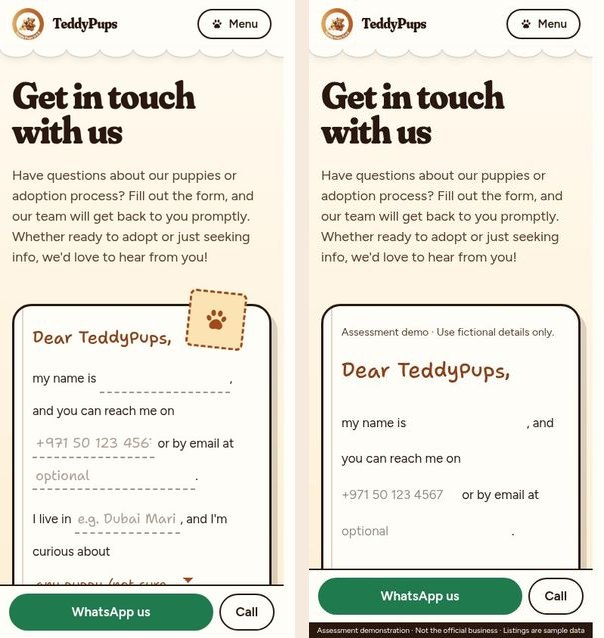 TeddyPups
Menu
Get in touch
with us
Have questions about our puppies or
adoption process? Fill out the form, and
our team will get back to you promptly.
Whether ready to adopt or just seeking
info, we'd love to hear from you!
Dear TeddyPups,
my name is ,
and you can reach me on
+971 50 123 456 or by email at
optional .
I live in e.g. Dubai Mari , and I'm
curious about
any puppy (not sure
WhatsApp us
Call
TeddyPups
Menu
Get in touch
with us
Have questions about our puppies or
adoption process? Fill out the form, and
our team will get back to you promptly.
Whether ready to adopt or just seeking
info, we'd love to hear from you!
Assessment demo · Use fictional details only.
Dear TeddyPups,
my name is , and
you can reach me on
+971 50 123 4567 or by email at
optional .
WhatsApp us
Call
Assessment demonstration · Not the official business · Listings are sample data